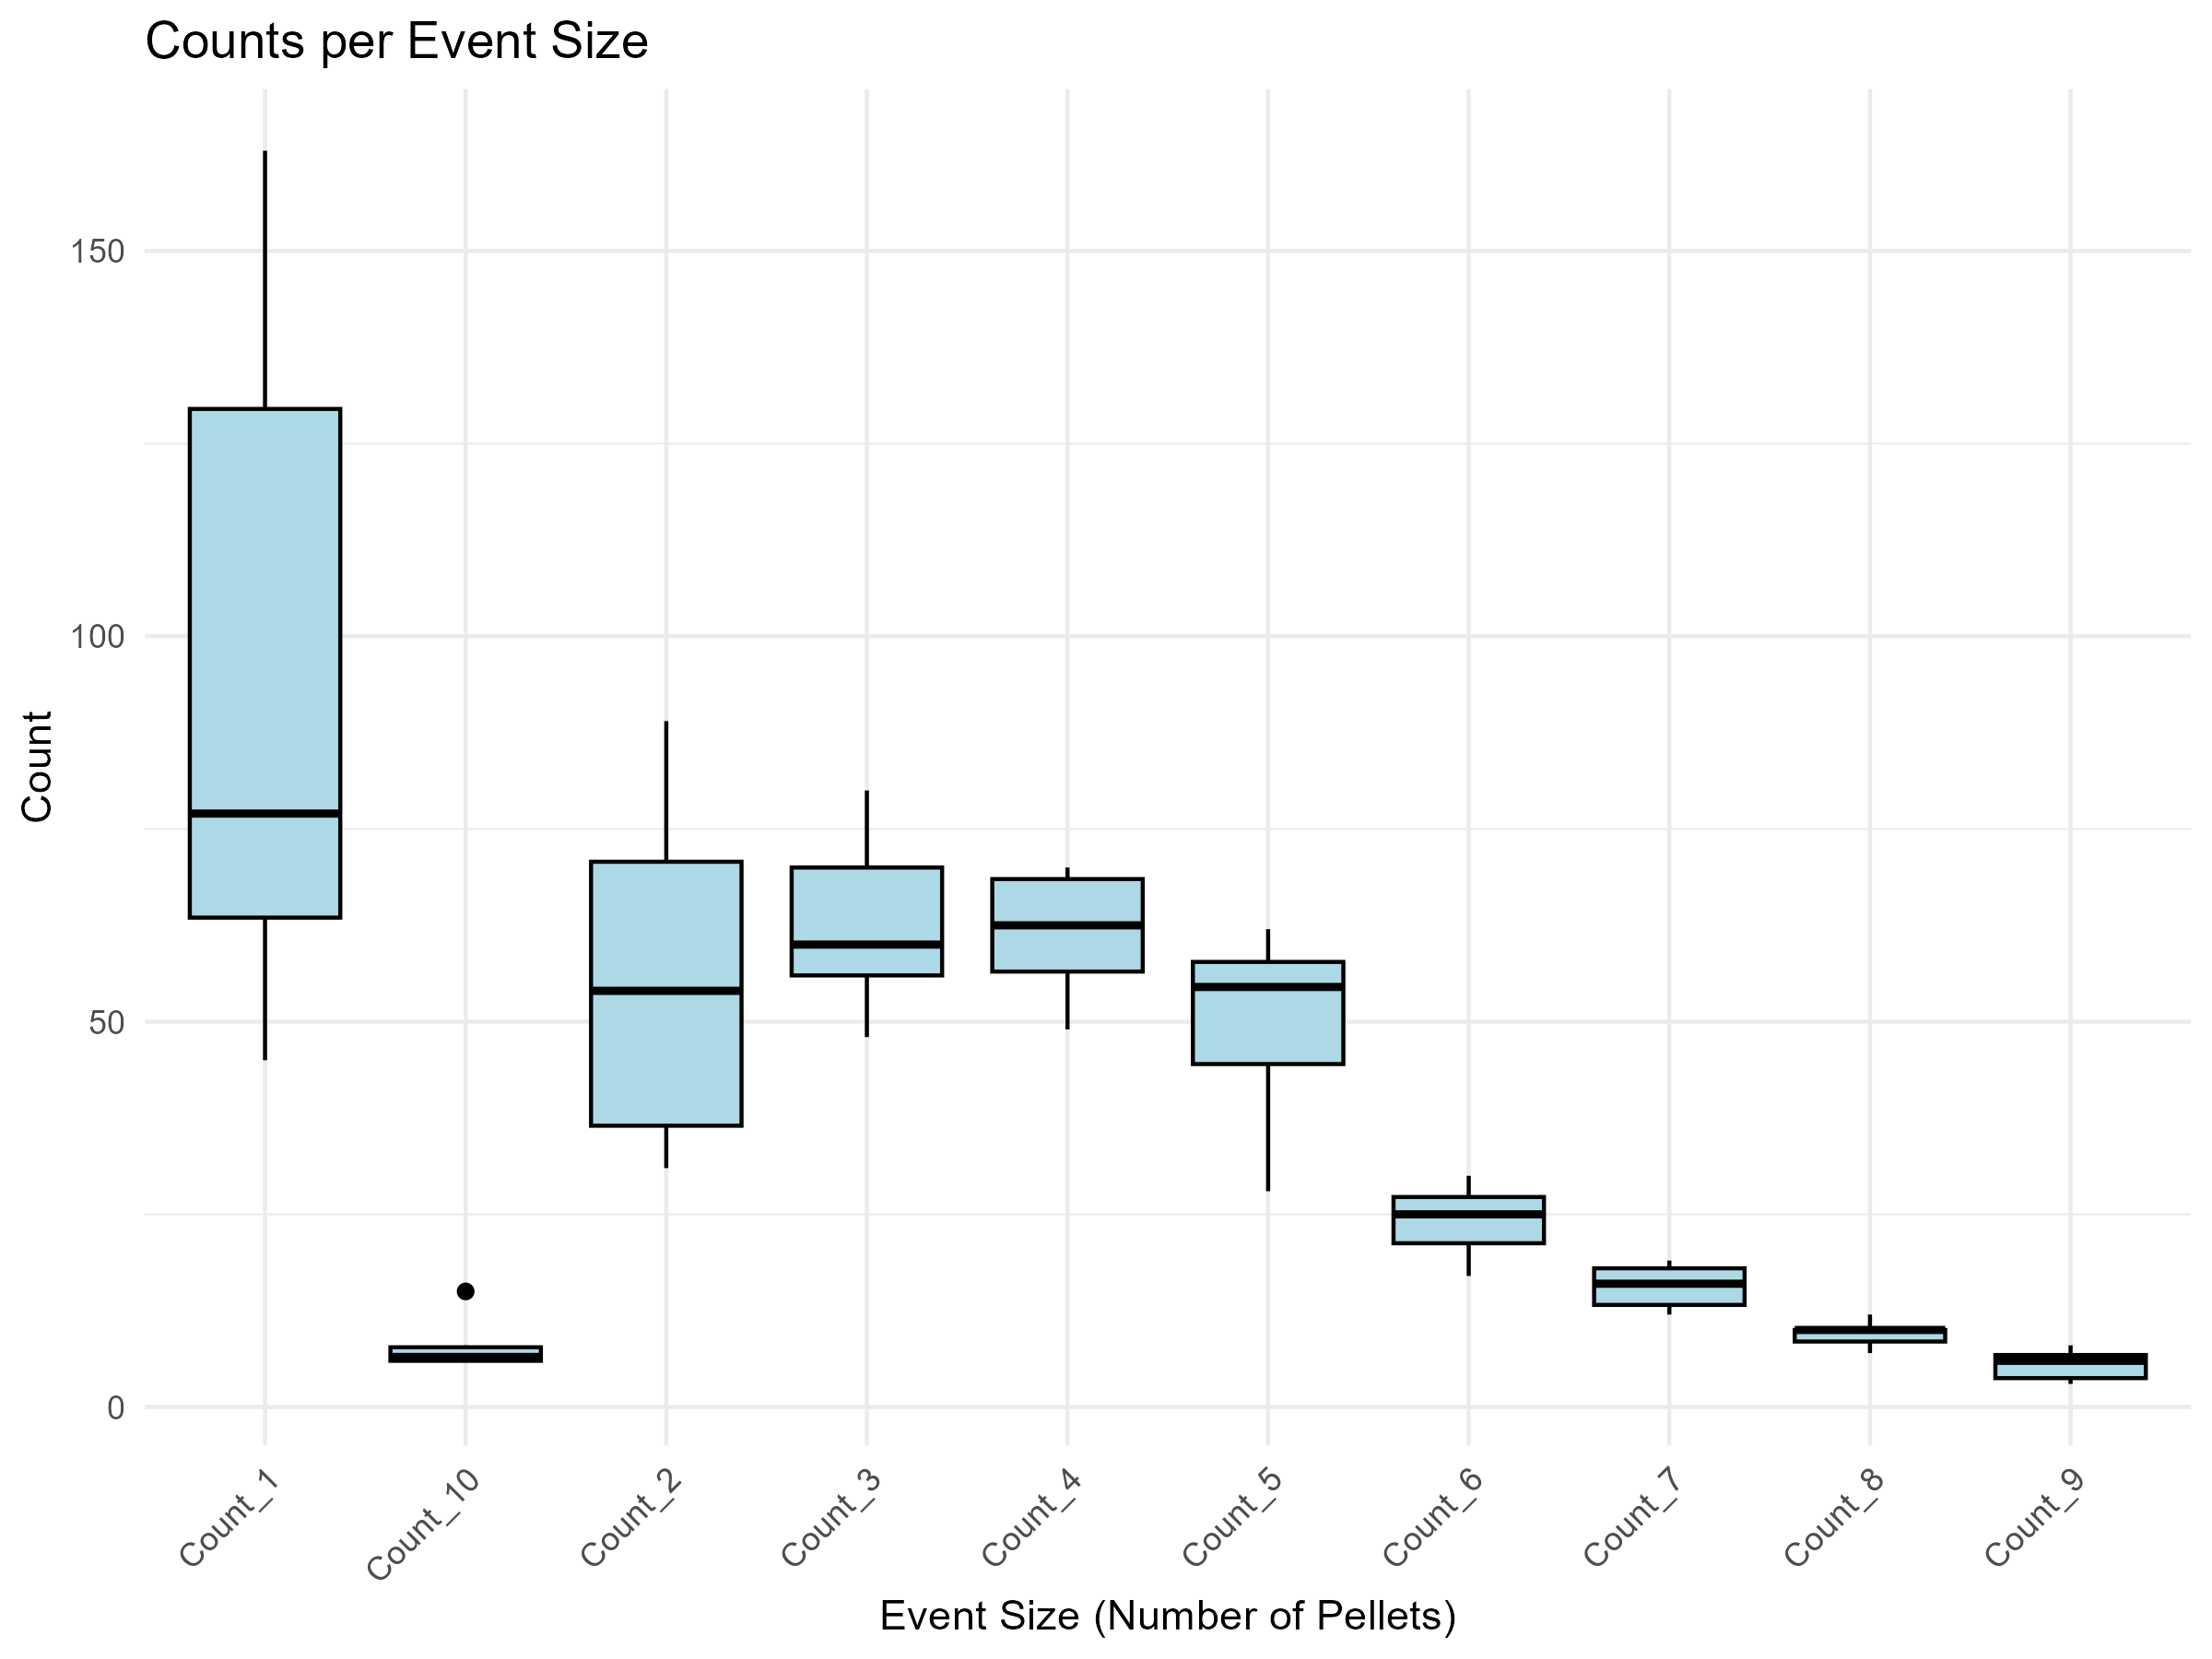 Counts per Event Size
150
100
50
0
Count
Count_1
Count_10
Count_2
Count_3
Count_4
Count_5
Count_6
Count_7
Count_8
Count_9
Event Size (Number of Pellets)